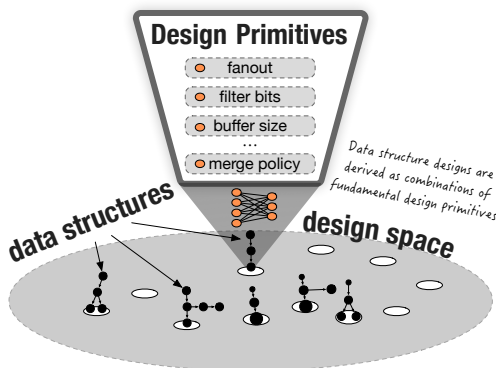 Design Primitives
fanout
filter bits
buffer size
...
merge policy
Data structure designs are
derived as combinations of
fundamental design primitives
data structures
design space